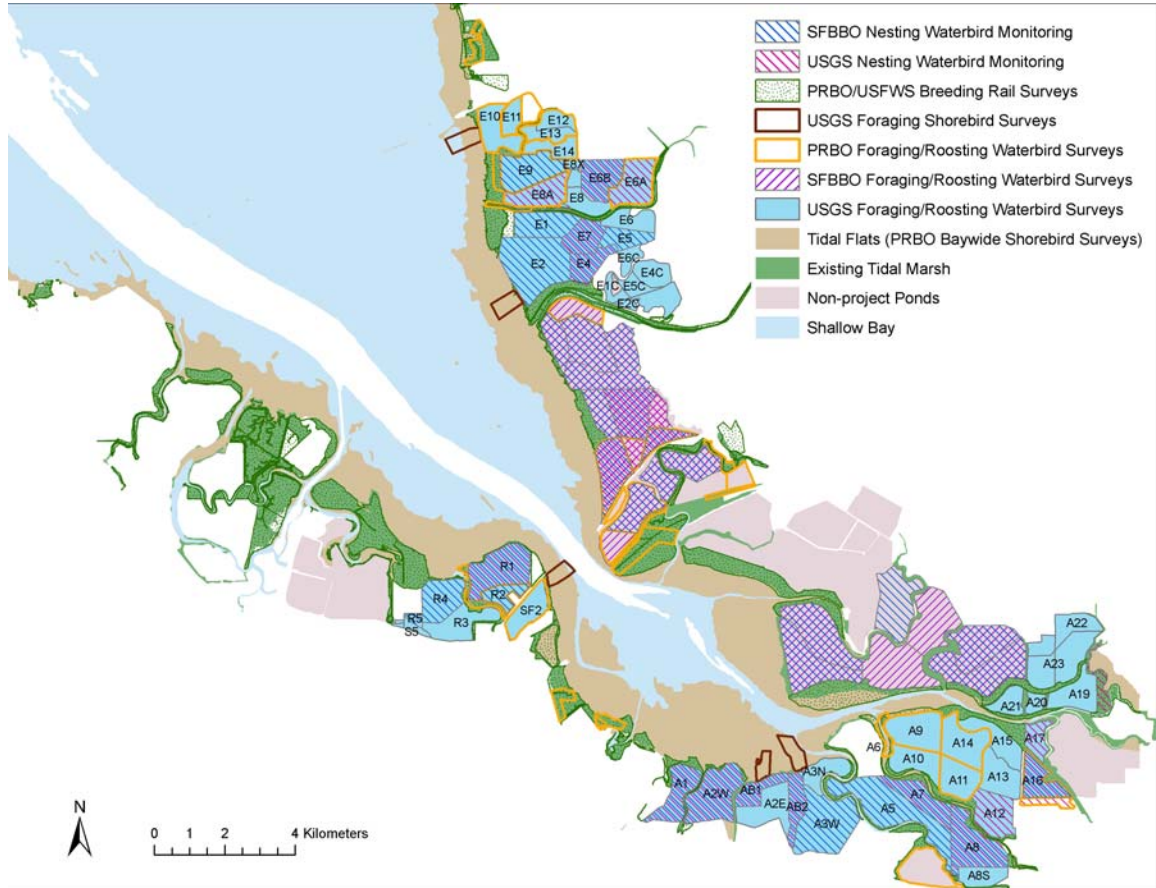 SFBBO Nesting Waterbird Monitoring
USGS Nesting Waterbird Monitoring
PRBO/USFWS Breeding Rail Surveys
USGS Foraging Shorebird Surveys
PRBO Foraging/Roosting Waterbird Surveys
SFBBO Foraging/Roosting Waterbird Surveys
USGS Foraging/Roosting Waterbird Surveys
Tidal Flats (PRBO Baywide Shorebird Surveys)
Existing Tidal Marsh
Non-project Ponds
Shallow Bay
E10
E11
E12
E13
E14
E8X
E9
E6B
E6A
E8A
E8
E1
E6
E7
E5
E2
E4
E6C
E4C
E1C
E5C
E2C
R1
R2
R4
SF2
R5
R3
S5
A22
A23
A19
A20
A21
A17
A9
A6
A14
A15
A10
A11
A13
A16
A3N
A1
A2W
AB1
A2E
AB2
A3W
A5
A7
A12
A8
A8S
N
0 1 2 4 Kilometers